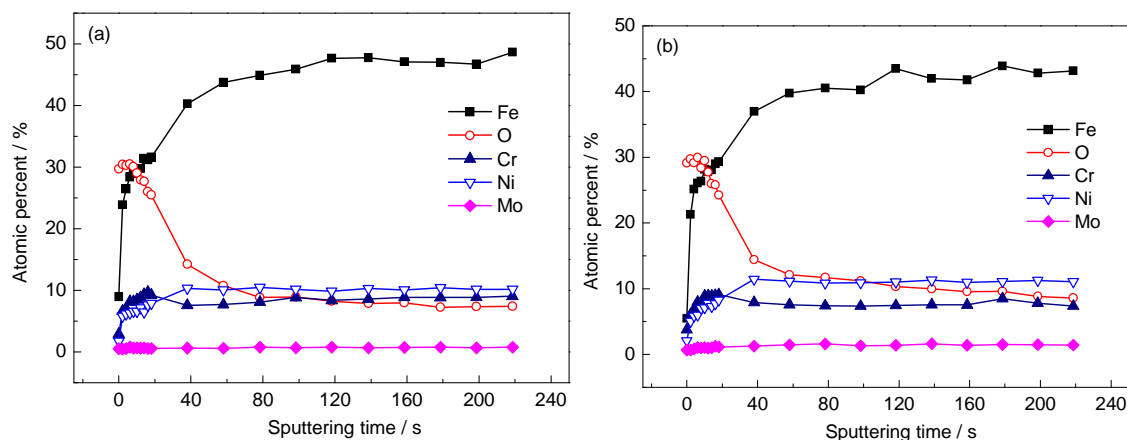 (a)
Fe
O
Cr
Ni
Mo
Atomic percent / %
50
40
30
20
10
0
0 40 80 120 160 200 240
Sputtering time / s
(b)
Fe
O
Cr
Ni
Mo
Atomic percent / %
50
40
30
20
10
0
0 40 80 120 160 200 240
Sputtering time / s